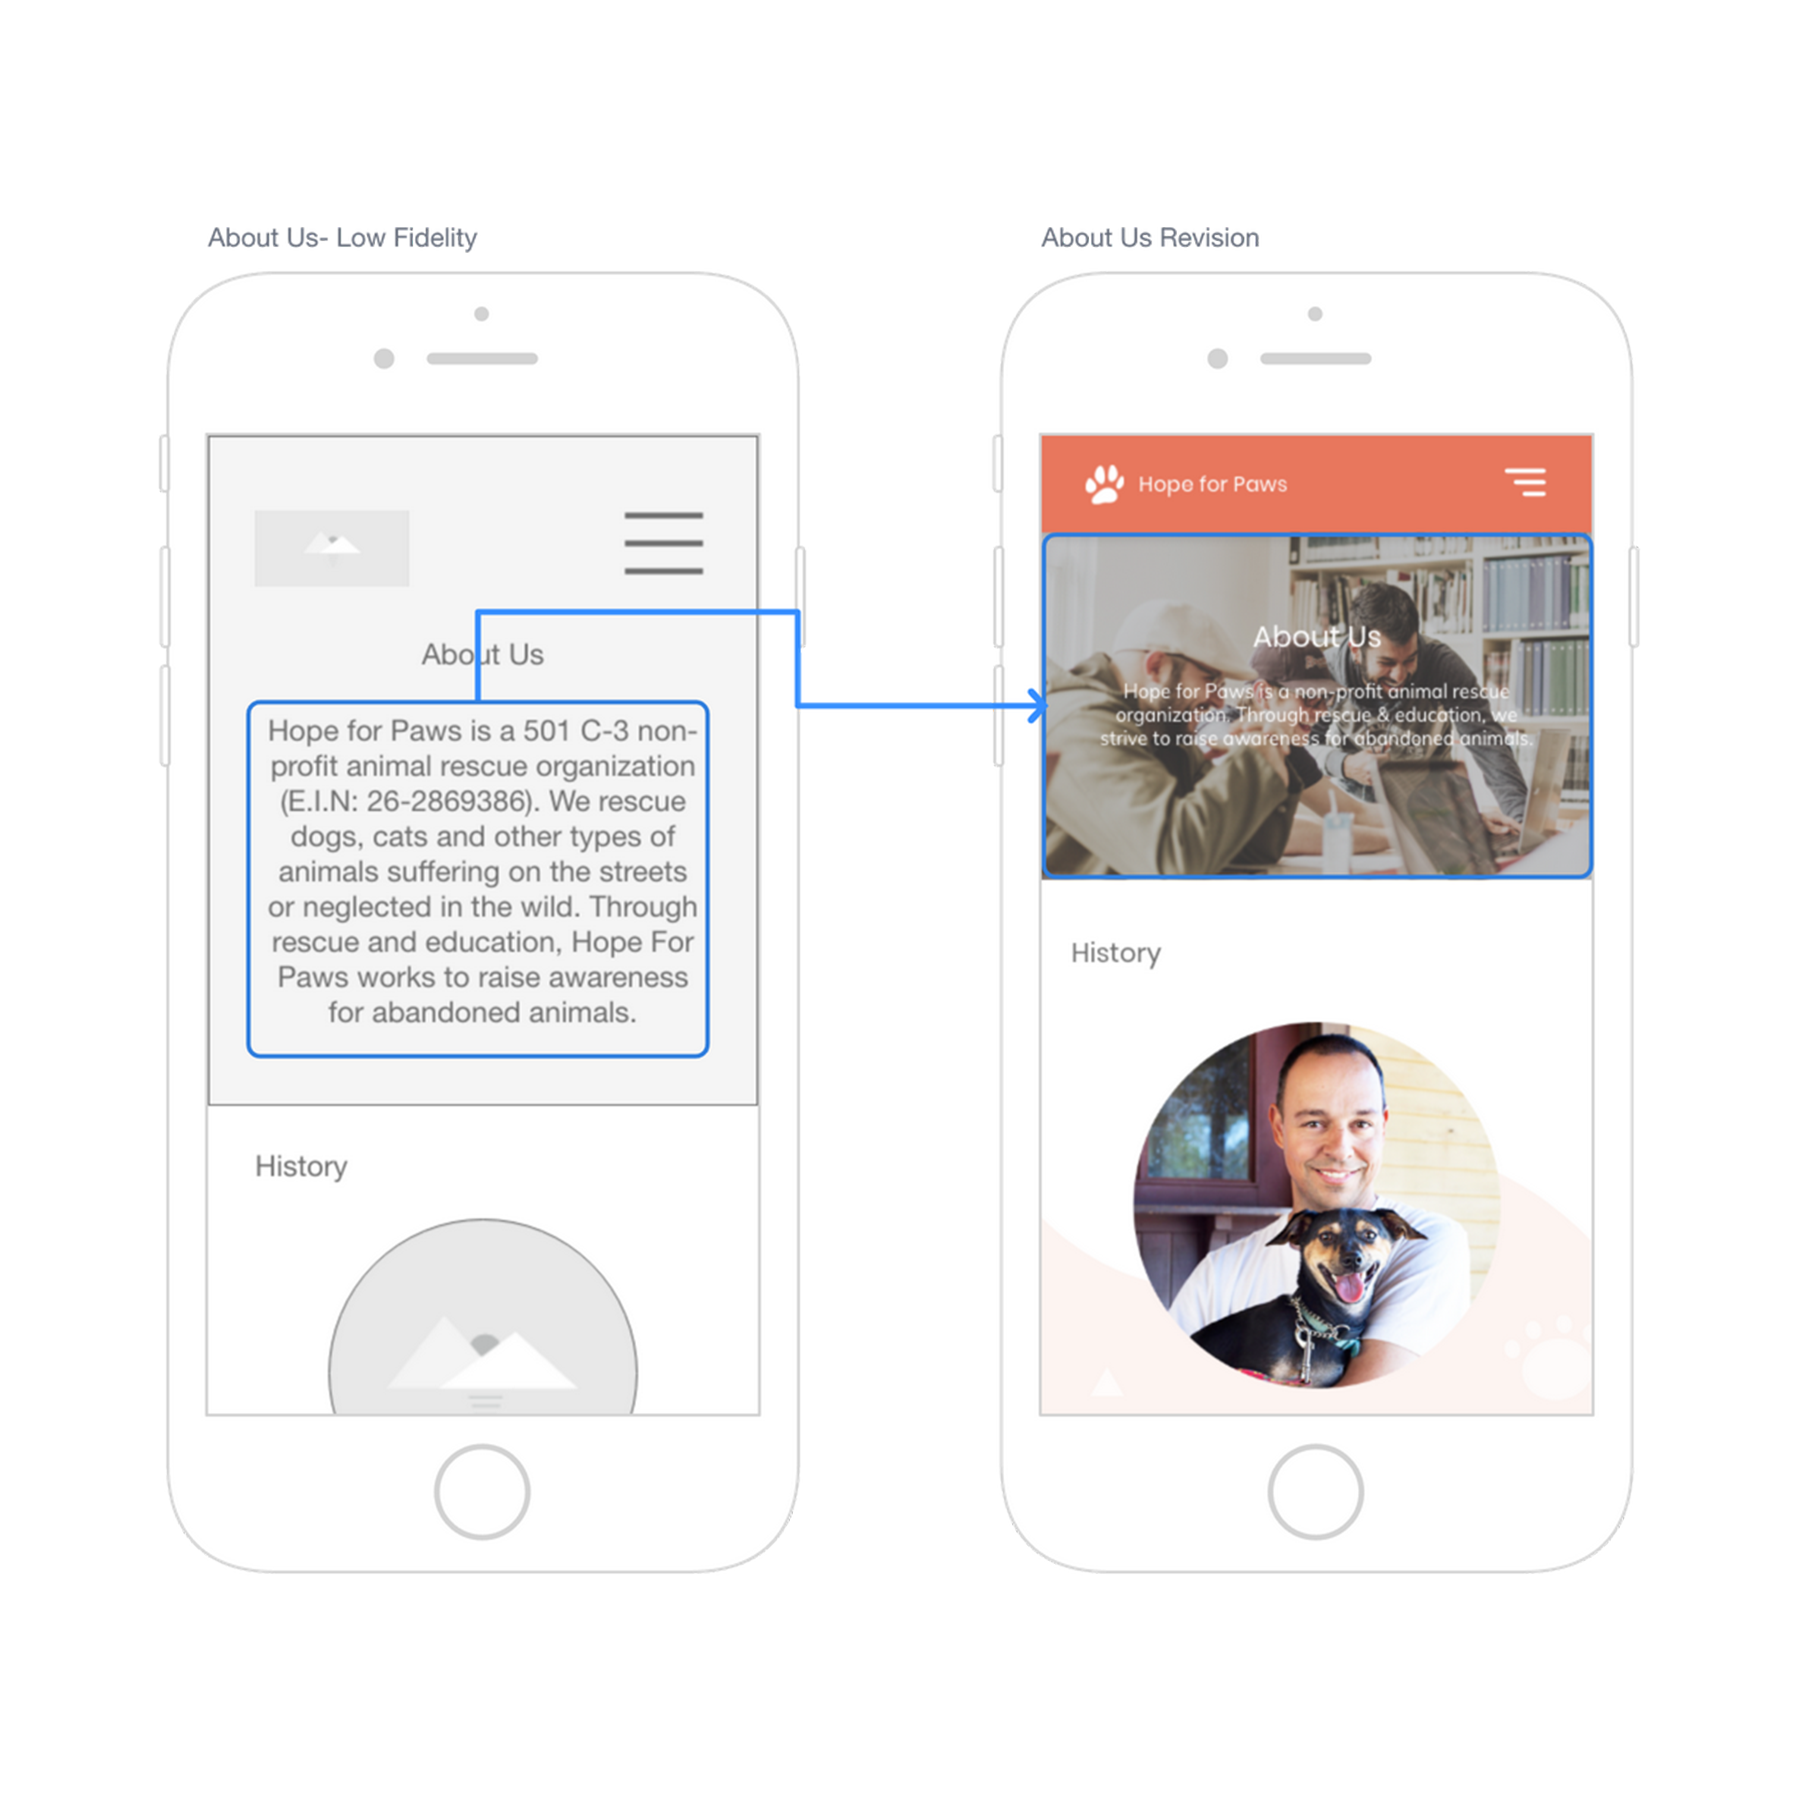 About Us- Low Fidelity
About Us
Hope for Paws is a 501 C-3 non-
profit animal rescue organization
(E.I.N: 26-2869386). We rescue
dogs, cats and other types of
animals suffering on the streets
or neglected in the wild. Through
rescue and education, Hope For
Paws works to raise awareness
for abandoned animals.
History
About Us Revision
Hope for Paws
About Us
Hope for Paws is a non-profit animal rescue
organization. Through rescue & education, we
strive to raise awareness for abandoned animals.
History